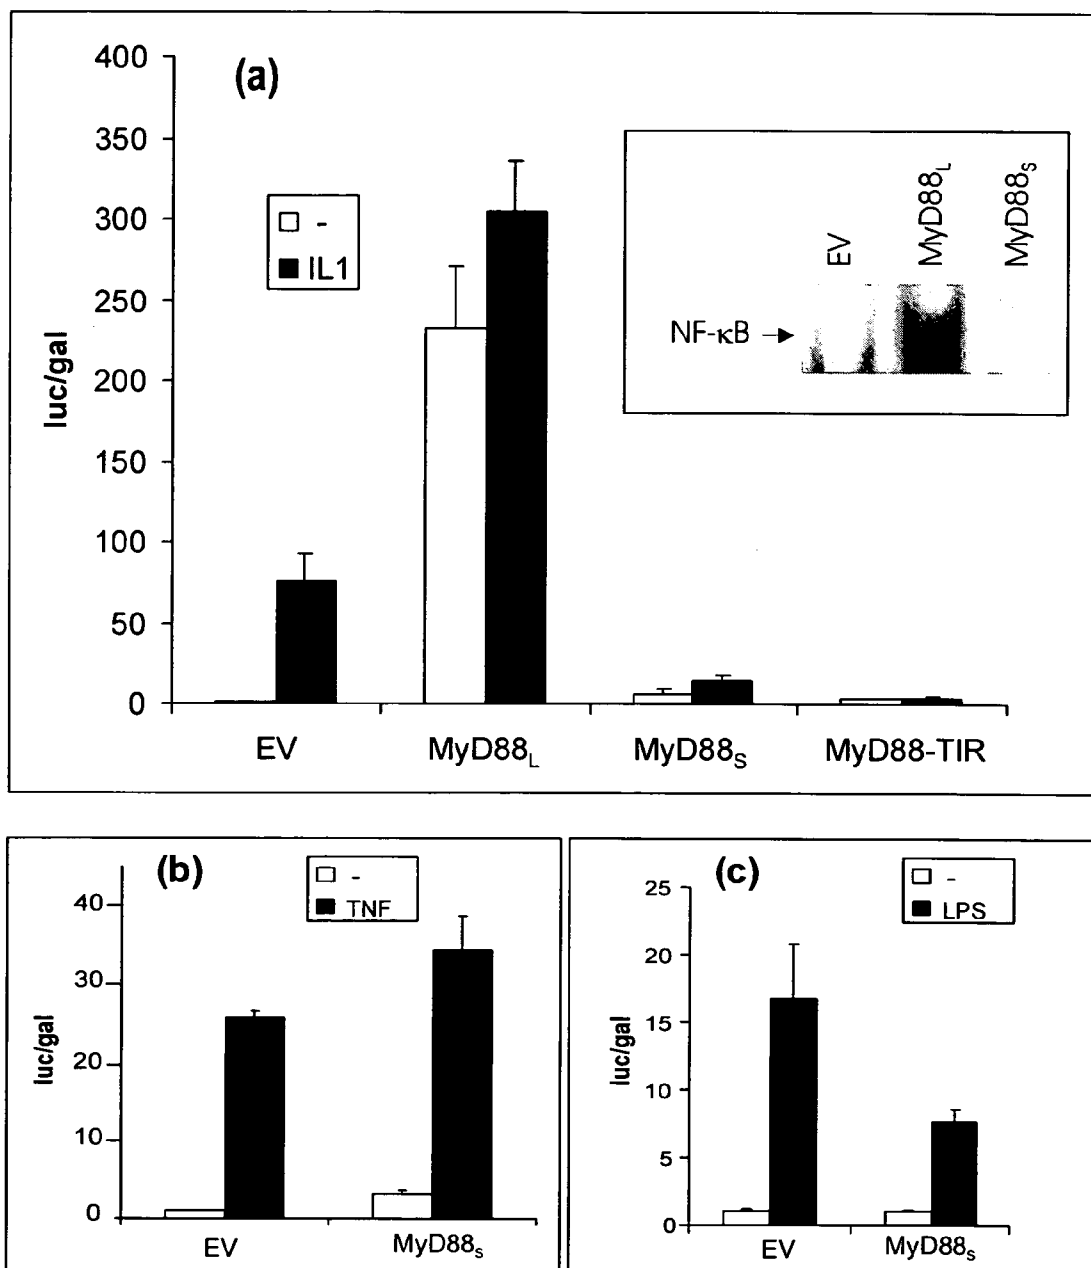 (a)
400
350
300
250
200
150
100
50
0
luc/gal
-
IL1
EV
MyD88L
MyD88S
NF-κB →
EV
MyD88L
MyD88S
MyD88-TIR
(b)
-
TNF
40
30
20
10
0
luc/gal
EV
MyD88s
(c)
-
LPS
25
20
15
10
5
0
luc/gal
EV
MyD88s